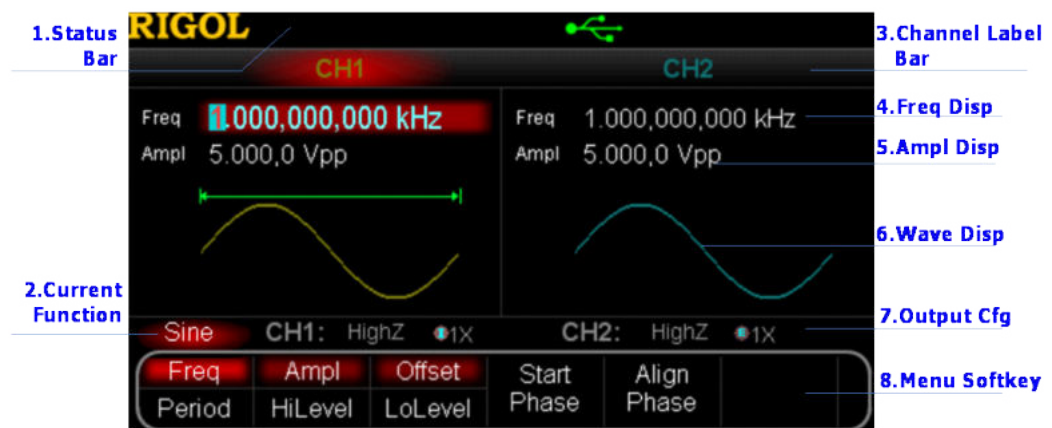 RIGOL
1.Status
Bar
3.Channel Label
Bar
CH1
CH2
Freq 1.000,000,000 kHz
Freq 1.000,000,000 kHz
4.Freq Disp
Ampl 5.000,0 Vpp
Ampl 5.000,0 Vpp
5.Ampl Disp
6.Wave Disp
2.Current
Function
Sine CH1: HighZ 1X CH2: HighZ 1X
7.Output Cfg
Freq Ampl Offset Start Align
Period HiLevel LoLevel Phase Phase
8.Menu Softkey